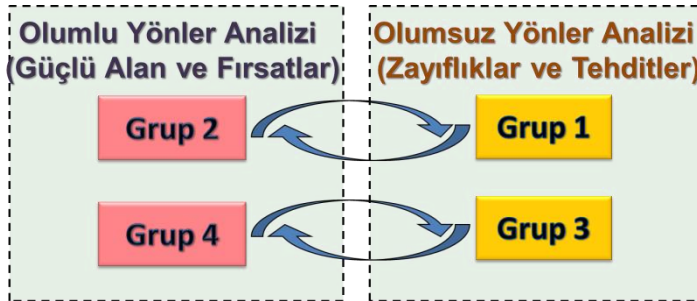 Olumlu Yönler Analizi
(Güçlü Alan ve Fırsatlar)
Grup 2
Grup 4
Olumsuz Yönler Analizi
(Zayıflıklar ve Tehditler)
Grup 1
Grup 3